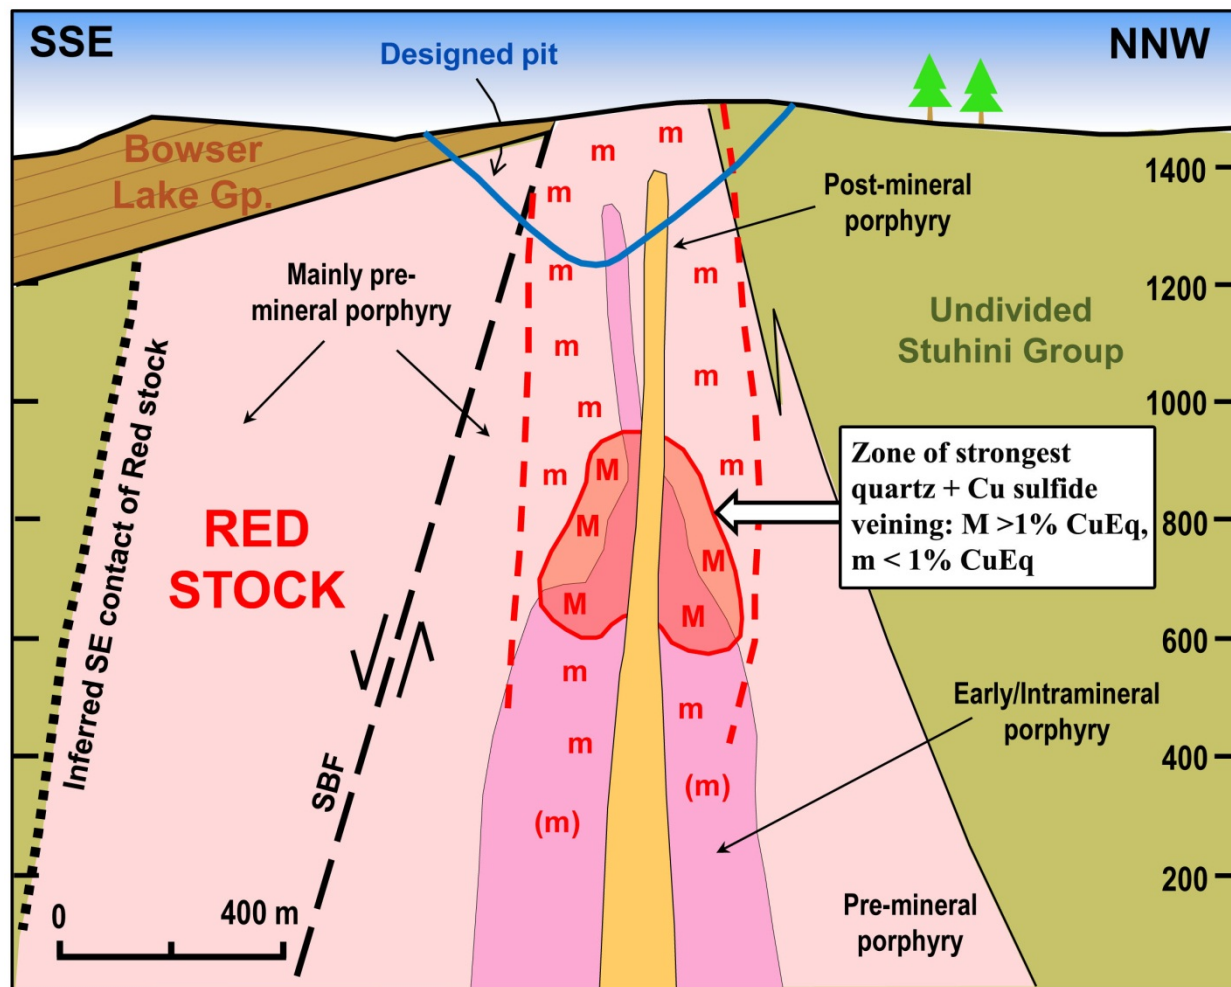 SSE
NNW
Designed pit
Bowser
Lake Gp.
m
m
m
1400
Post-mineral
porphyry
Mainly pre-
mineral porphyry
m
m
1200
Undivided
Stuhini Group
m
m
m
1000
Inferred SE contact of Red stock
M
m
m
Zone of strongest
quartz + Cu sulfide
veining: M >1% CuEq,
m < 1% CuEq
RED
STOCK
M
800
M
M
M
600
m
m
Early/Intramineral
porphyry
m
400
SBF
(m)
(m)
200
0
400 m
Pre-mineral
porphyry